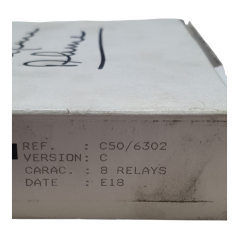 REF. : C50/6302
VERSION: C
CARAC. : 8 RELAYS
DATE : E18